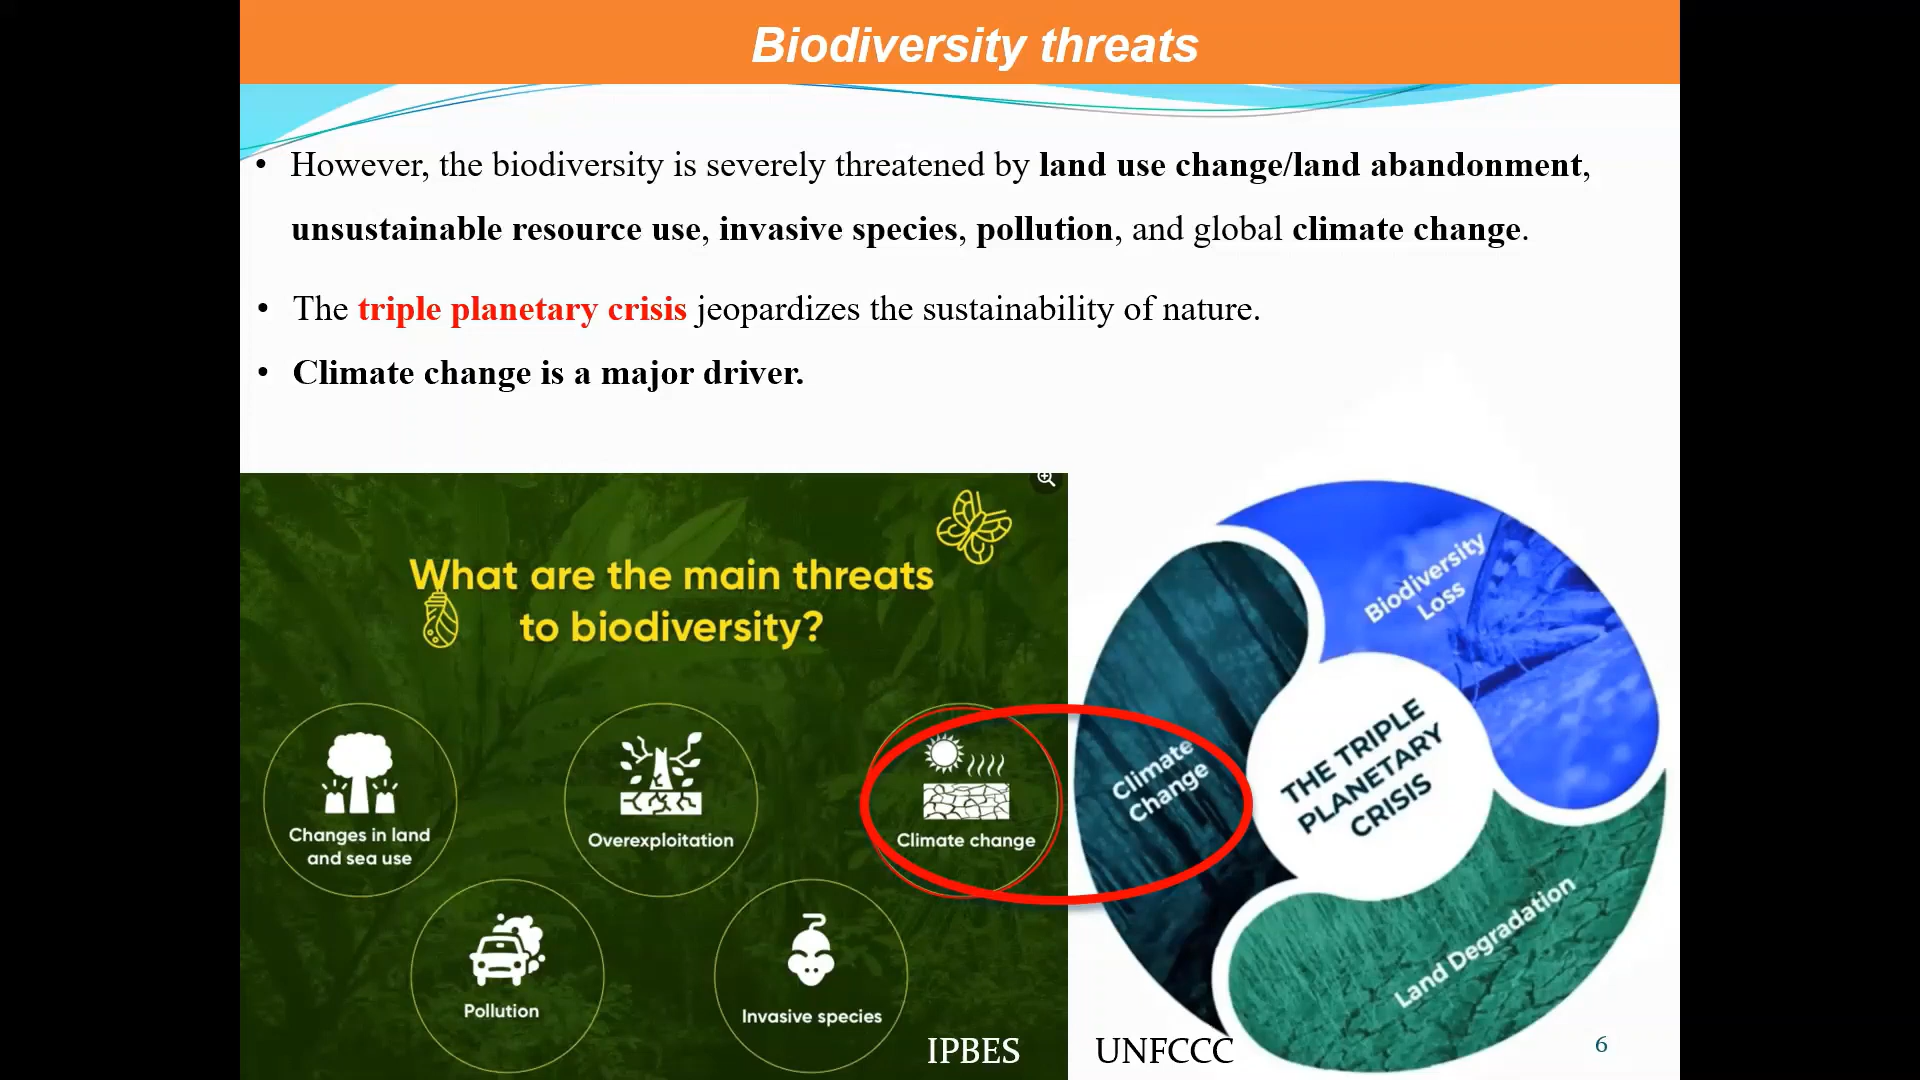 Biodiversity threats
• However, the biodiversity is severely threatened by land use change/land abandonment,
unsustainable resource use, invasive species, pollution, and global climate change.
• The triple planetary crisis jeopardizes the sustainability of nature.
• Climate change is a major driver.
What are the main threats
to biodiversity?
Changes in land
and sea use
Overexploitation
Climate change
Pollution
Invasive species
IPBES
Biodiversity
Loss
Climate
Change
THE TRIPLE
PLANETARY
CRISIS
Land Degradation
UNFCCC
6